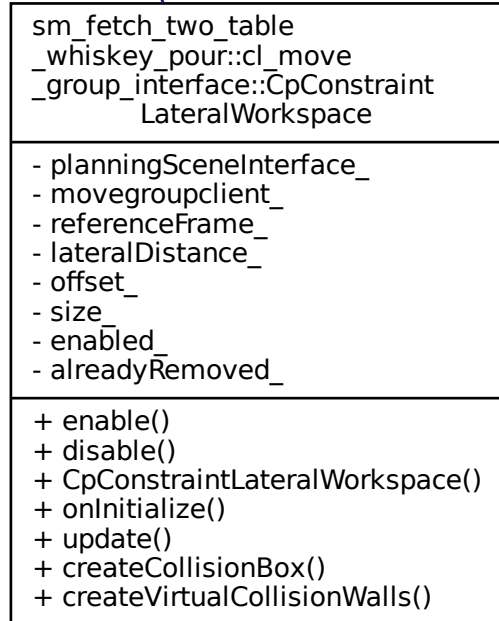 sm_fetch_two_table
_whiskey_pour::cl_move
_group_interface::CpConstraint
LateralWorkspace
- planningSceneInterface_
- movegroupclient_
- referenceFrame_
- lateralDistance_
- offset_
- size_
- enabled_
- alreadyRemoved_
+ enable()
+ disable()
+ CpConstraintLateralWorkspace()
+ onInitialize()
+ update()
+ createCollisionBox()
+ createVirtualCollisionWalls()